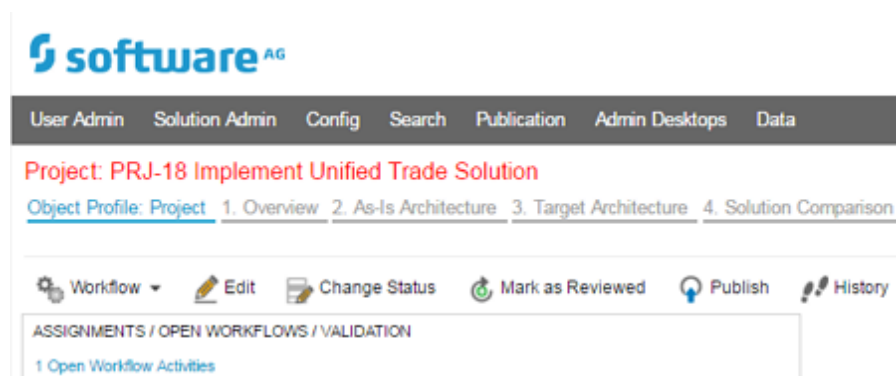 software AG
User Admin Solution Admin Config Search Publication Admin Desktops Data
Project: PRJ-18 Implement Unified Trade Solution
Object Profile: Project 1. Overview 2. As-Is Architecture 3. Target Architecture 4. Solution Comparison
Workflow Edit Change Status Mark as Reviewed Publish History
ASSIGNMENTS / OPEN WORKFLOWS / VALIDATION
1 Open Workflow Activities